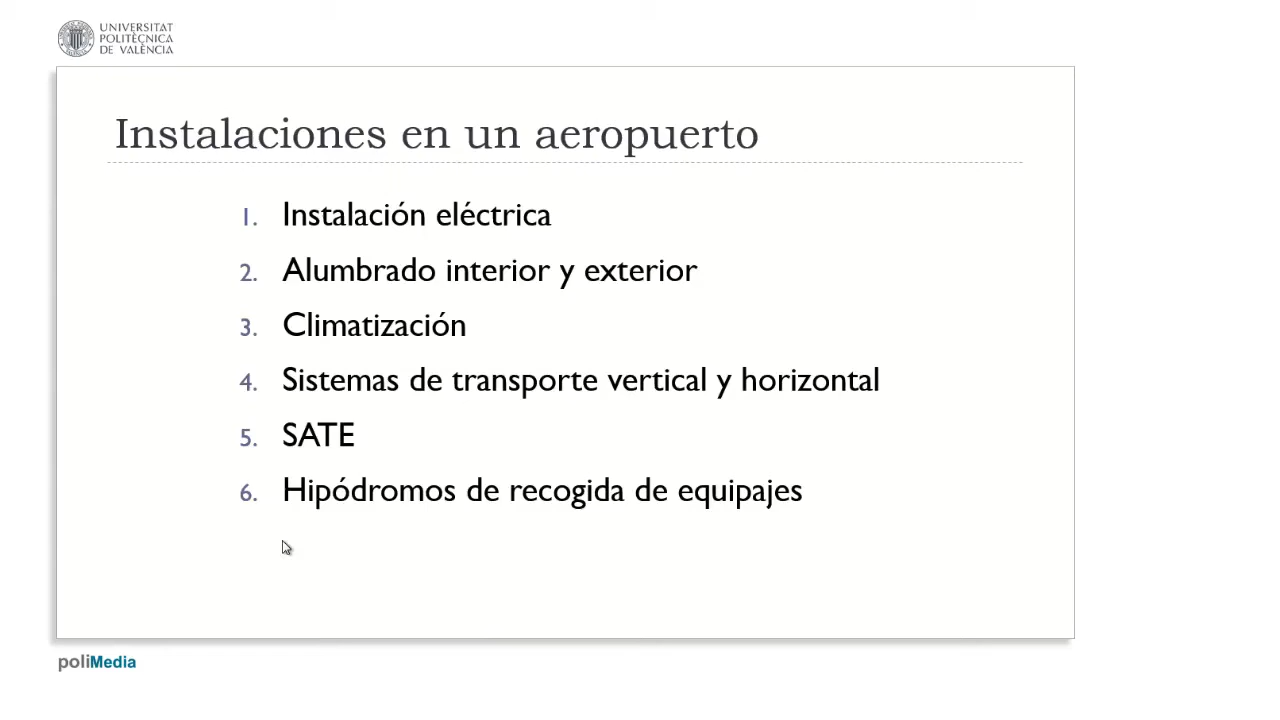 UNIVERSITAT
POLITÈCNICA
DE VALÈNCIA
Instalaciones en un aeropuerto
1. Instalación eléctrica
2. Alumbrado interior y exterior
3. Climatización
4. Sistemas de transporte vertical y horizontal
5. SATE
6. Hipódromos de recogida de equipajes
poliMedia